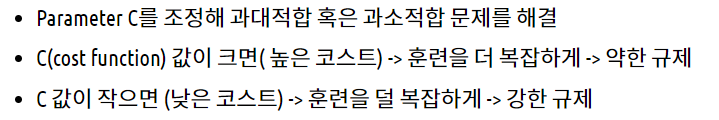 • Parameter C를 조정해 과대적합 혹은 과소적합 문제를 해결
• C(cost function) 값이 크면( 높은 코스트) -> 훈련을 더 복잡하게 -> 약한 규제
• C 값이 작으면 (낮은 코스트) -> 훈련을 덜 복잡하게 -> 강한 규제